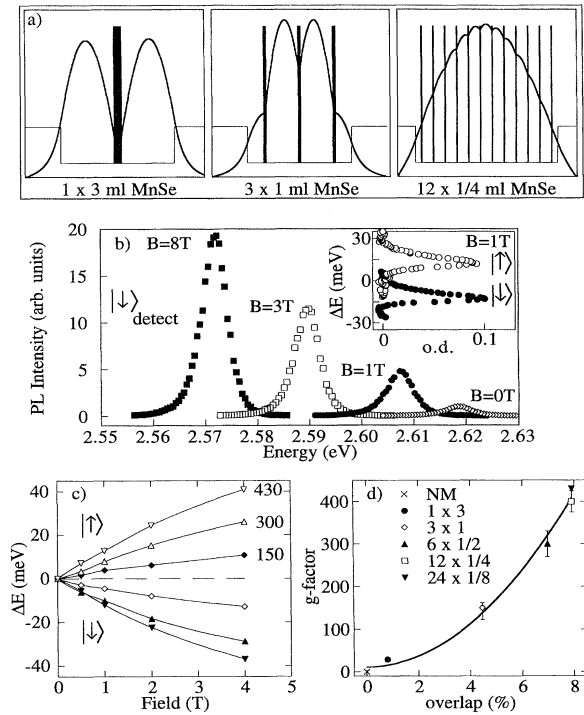 a)
1 x 3 ml MnSe
3 x 1 ml MnSe
12 x 1/4 ml MnSe
b)
PL Intensity (arb. units)
20
15
10
5
0
B=8T
|↓⟩
detect
B=3T
B=1T
B=0T
2.55 2.56 2.57 2.58 2.59 2.60 2.61 2.62 2.63
Energy (eV)
ΔE (meV)
30
0
-30
B=1T
|↑⟩
|↓⟩
0
0.1
o.d.
c)
ΔE (meV)
40
20
0
-20
-40
|↑⟩
|↓⟩
430
300
150
0 1 2 3 4 5
Field (T)
d)
g-factor
400
300
200
100
0
NM
1 x 3
3 x 1
6 x 1/2
12 x 1/4
24 x 1/8
0 2 4 6 8
overlap (%)